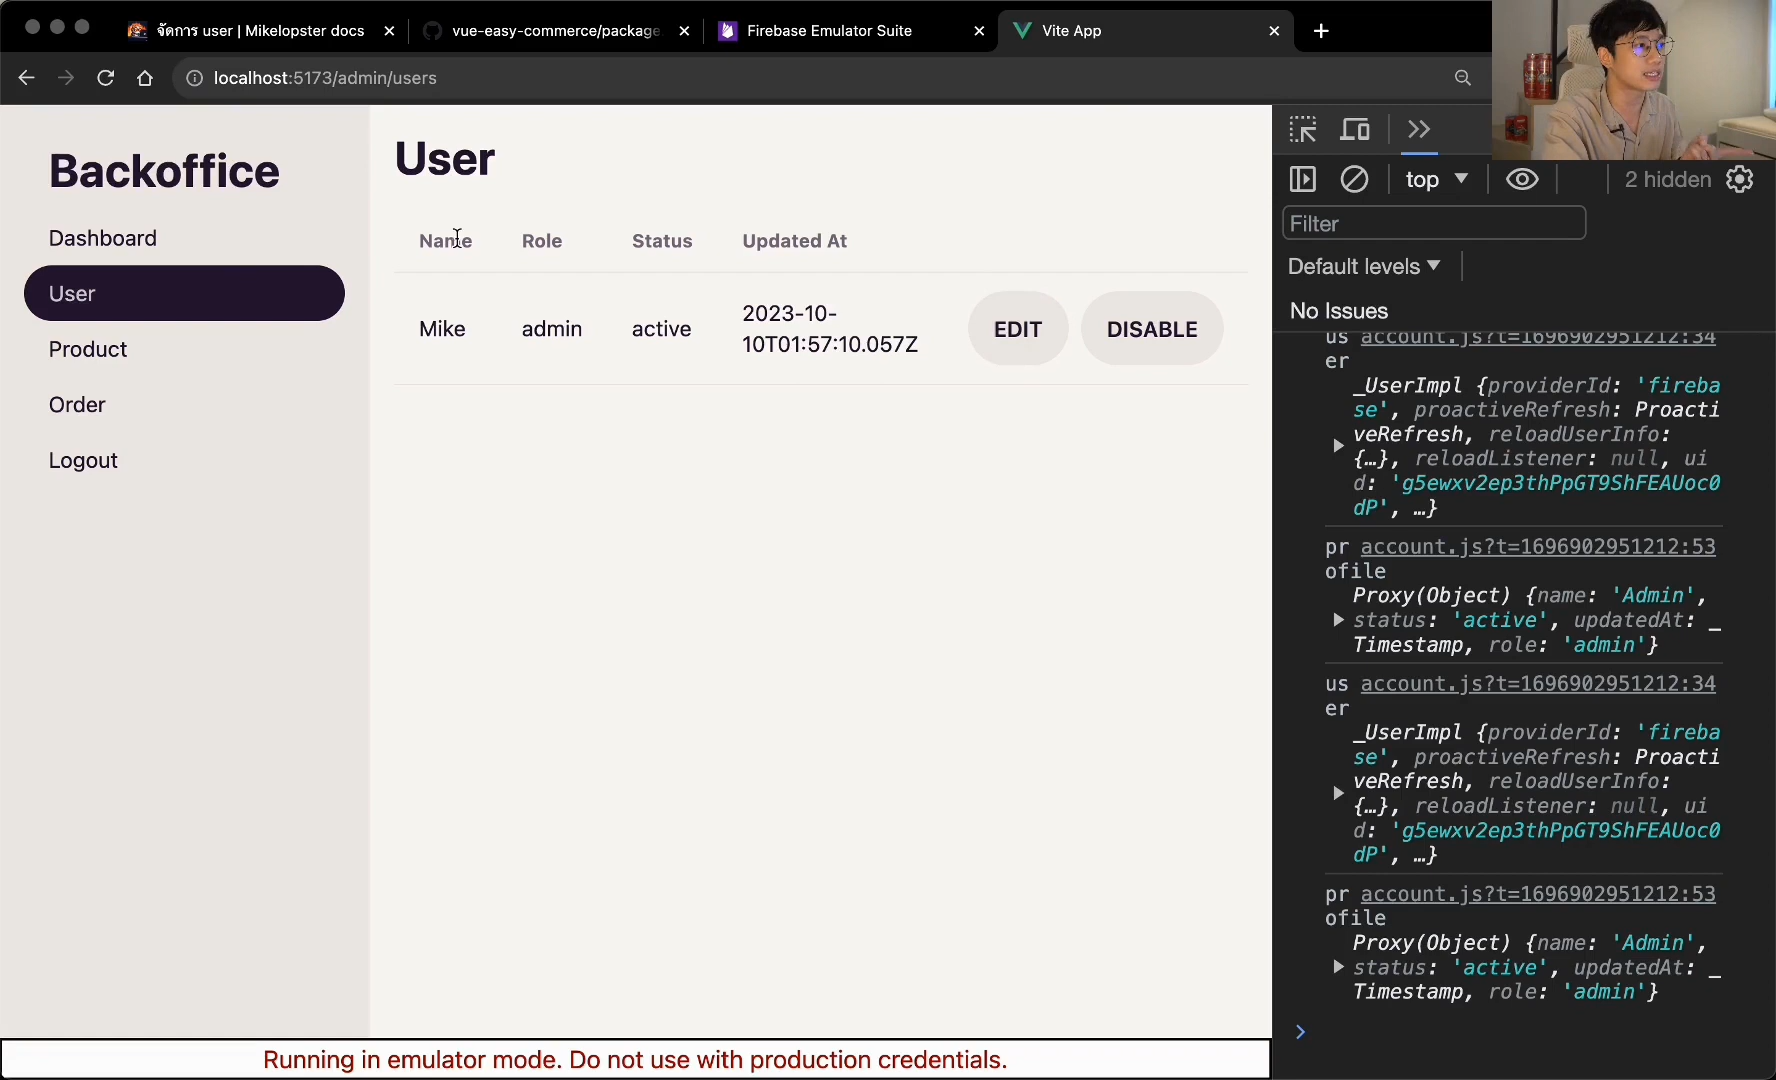 จัดการ user | Mikelopster docs
vue-easy-commerce/package.
Firebase Emulator Suite
Vite App
localhost:5173/admin/users
Backoffice
Dashboard
User
Product
Order
Logout
User
Name Role Status Updated At
Mike admin active 2023-10-
10T01:57:10.057Z
EDIT DISABLE
Running in emulator mode. Do not use with production credentials.
top 2 hidden
Filter
Default levels
No Issues
us account.js?t=1696902951212:34
er
_UserImpl {providerId: 'fireba
se', proactiveRefresh: Proacti
veRefresh, reloadUserInfo:
{…}, reloadListener: null, ui
d: 'g5ewxv2ep3thPpGT9ShFEAUoc0
dP', …}
pr account.js?t=1696902951212:53
ofile
Proxy(Object) {name: 'Admin',
status: 'active', updatedAt: _
Timestamp, role: 'admin'}
us account.js?t=1696902951212:34
er
_UserImpl {providerId: 'fireba
se', proactiveRefresh: Proacti
veRefresh, reloadUserInfo:
{…}, reloadListener: null, ui
d: 'g5ewxv2ep3thPpGT9ShFEAUoc0
dP', …}
pr account.js?t=1696902951212:53
ofile
Proxy(Object) {name: 'Admin',
status: 'active', updatedAt: _
Timestamp, role: 'admin'}